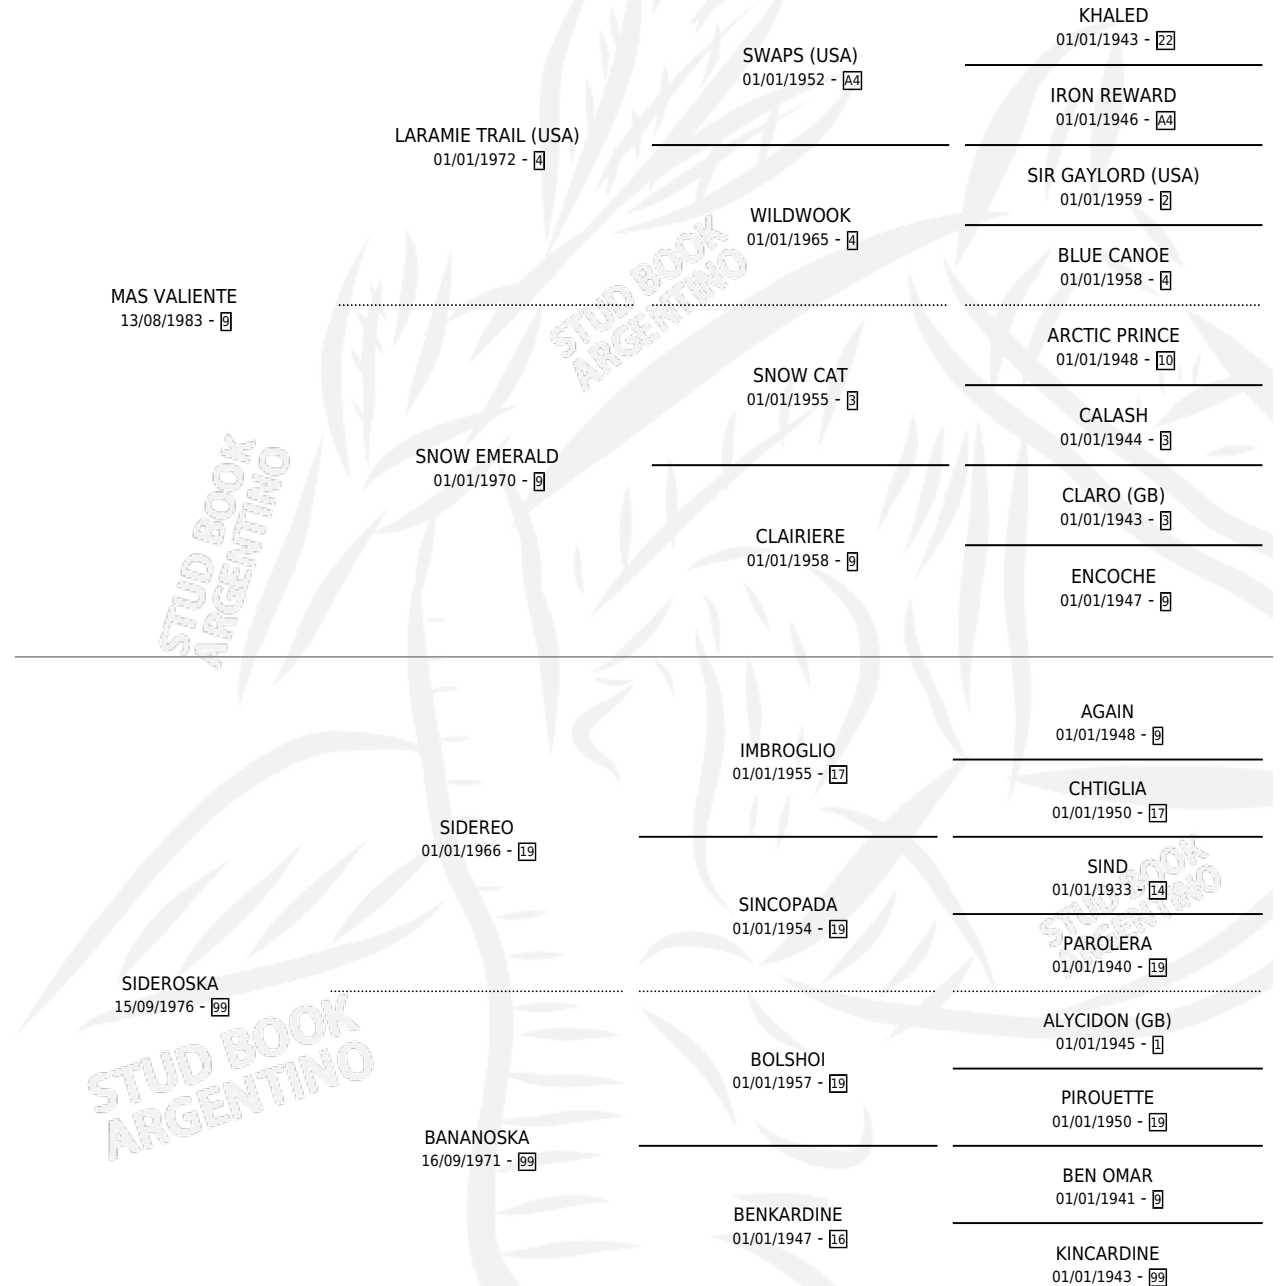 KHALED
01/01/1943 - 22
SWAPS (USA)
01/01/1952 - A4
IRON REWARD
01/01/1946 - A4
LARAMIE TRAIL (USA)
01/01/1972 - 4
SIR GAYLORD (USA)
01/01/1959 - 2
WILDWOOK
01/01/1965 - 4
BLUE CANOE
01/01/1958 - 4
MAS VALIENTE
13/08/1983 - 9
ARCTIC PRINCE
01/01/1948 - 10
SNOW CAT
01/01/1955 - 3
CALASH
01/01/1944 - 3
SNOW EMERALD
01/01/1970 - 9
CLARO (GB)
01/01/1943 - 3
CLAIRIERE
01/01/1958 - 9
ENCOCHE
01/01/1947 - 9
STUD BOOK
ARGENTINO
STUD BOOK
ARGENTINO
AGAIN
01/01/1948 - 9
IMBROGLIO
01/01/1955 - 17
CHTIGLIA
01/01/1950 - 17
SIDEREO
01/01/1966 - 19
SIND
01/01/1933 - 14
SINCOPADA
01/01/1954 - 19
PAROLERA
01/01/1940 - 19
SIDEROSKA
15/09/1976 - 99
ALYCIDON (GB)
01/01/1945 - 1
BOLSHOI
01/01/1957 - 19
PIROUETTE
01/01/1950 - 19
BANANOSKA
16/09/1971 - 99
BEN OMAR
01/01/1941 - 9
BENKARDINE
01/01/1947 - 16
KINCARDINE
01/01/1943 - 99
STUD BOOK
ARGENTINO
STUD BOOK
ARGENTINO